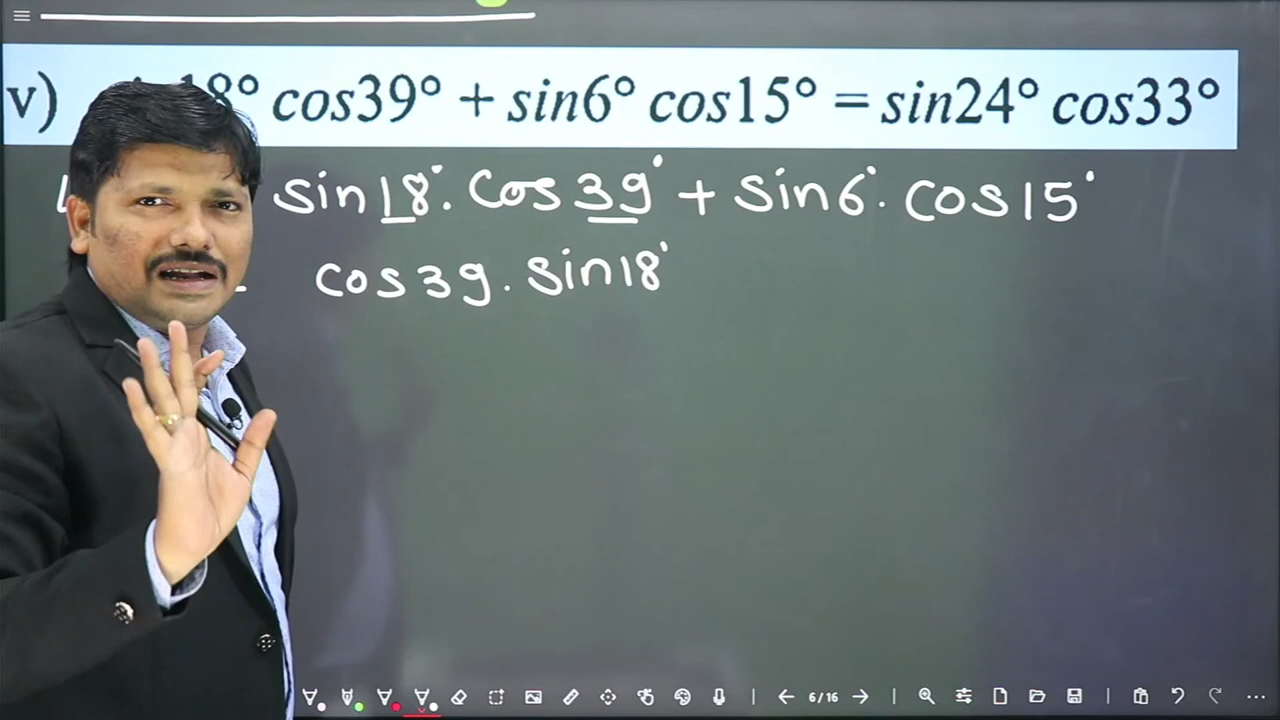 v) 18° cos39° + sin6° cos15° = sin24° cos33°
sin18°. cos39° + sin6°. cos15°
cos39. sin18°
6/16